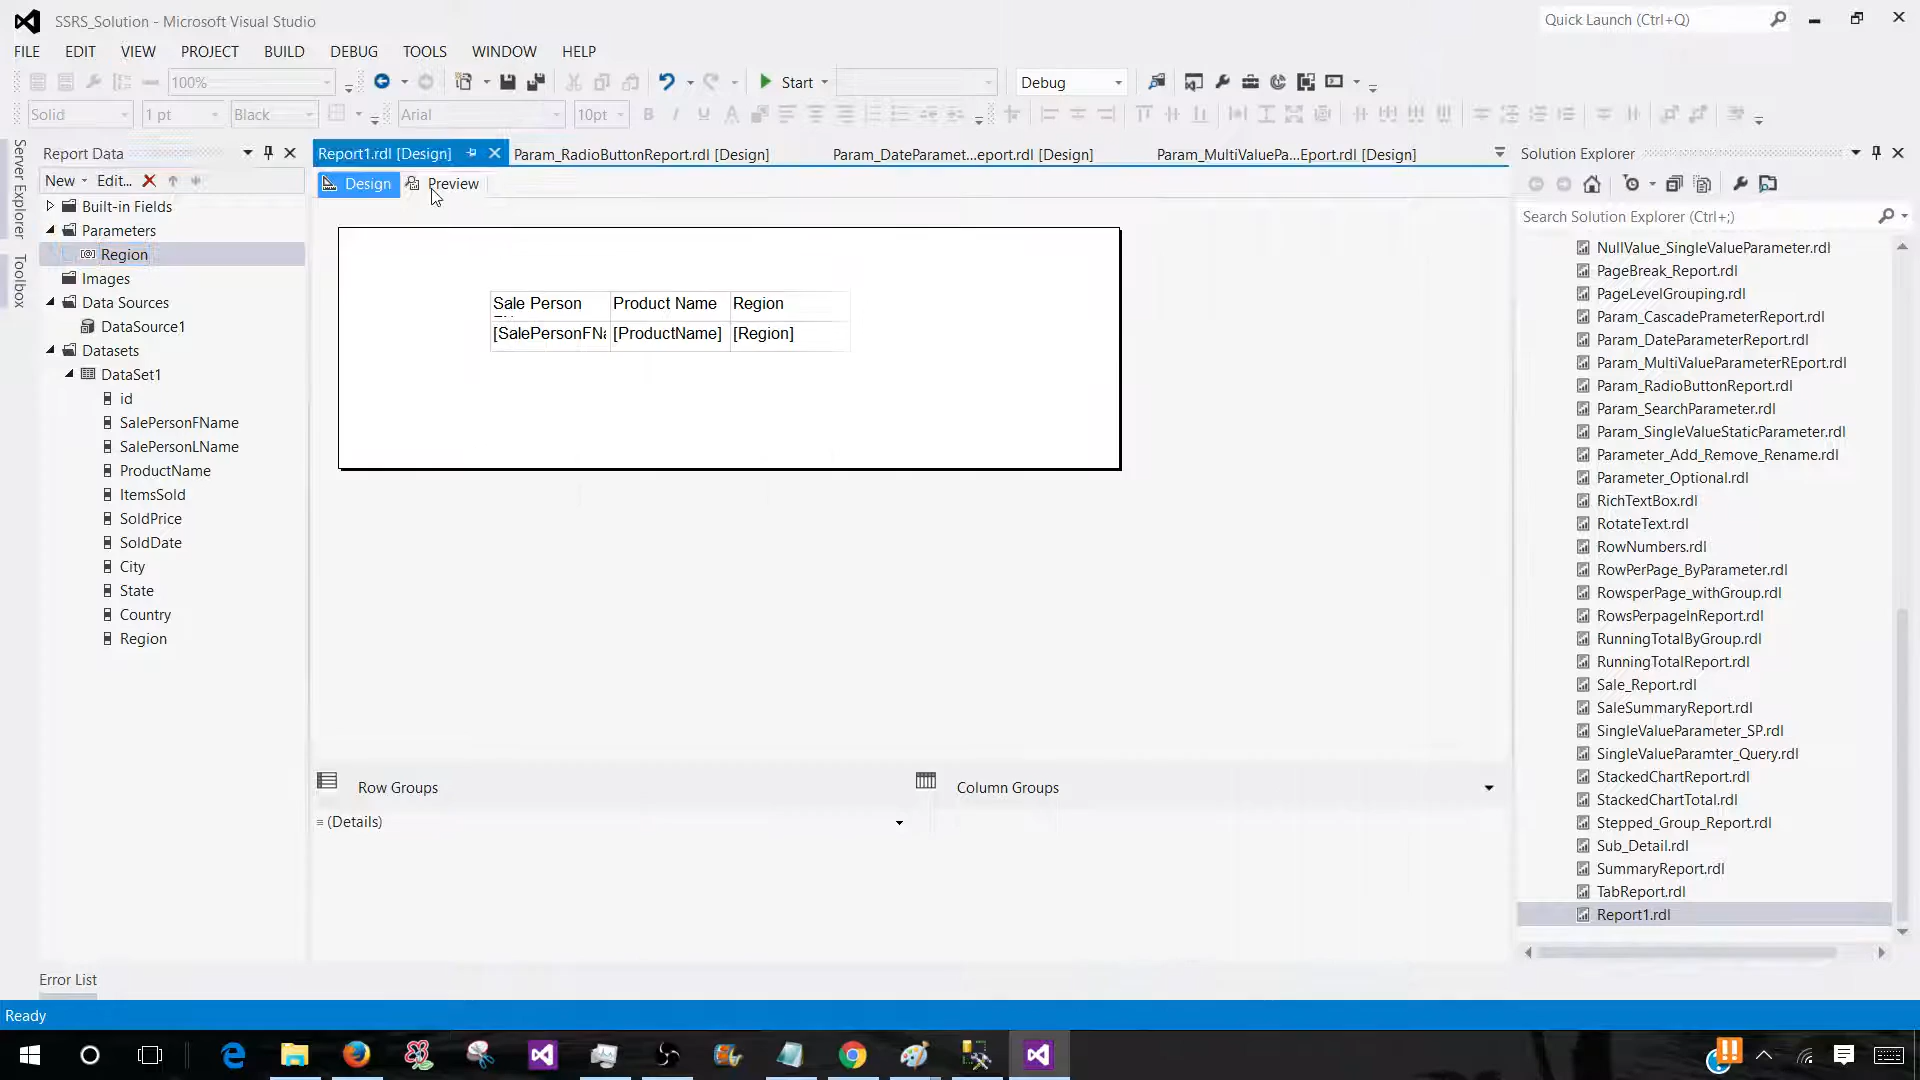 SSRS_Solution - Microsoft Visual Studio
Quick Launch (Ctrl+Q)
FILE EDIT VIEW PROJECT BUILD DEBUG TOOLS WINDOW HELP
100% Start Debug
Solid 1 pt Black Arial 10pt B I U A
Server Explorer
Toolbox
Report Data
New Edit...
Built-in Fields
Parameters
Region
Images
Data Sources
DataSource1
Datasets
DataSet1
id
SalePersonFName
SalePersonLName
ProductName
ItemsSold
SoldPrice
SoldDate
City
State
Country
Region
Report1.rdl [Design] Param_RadioButtonReport.rdl [Design] Param_DateParamet...eport.rdl [Design] Param_MultiValuePa...Eport.rdl [Design]
Design Preview
Sale Person Product Name Region
[SalePersonFNa [ProductName] [Region]
Row Groups Column Groups
(Details)
Solution Explorer
Search Solution Explorer (Ctrl+;)
NullValue_SingleValueParameter.rdl
PageBreak_Report.rdl
PageLevelGrouping.rdl
Param_CascadePrameterReport.rdl
Param_DateParameterReport.rdl
Param_MultiValueParameterREport.rdl
Param_RadioButtonReport.rdl
Param_SearchParameter.rdl
Param_SingleValueStaticParameter.rdl
Parameter_Add_Remove_Rename.rdl
Parameter_Optional.rdl
RichTextBox.rdl
RotateText.rdl
RowNumbers.rdl
RowPerPage_ByParameter.rdl
RowsperPage_withGroup.rdl
RowsPerpageInReport.rdl
RunningTotalByGroup.rdl
RunningTotalReport.rdl
Sale_Report.rdl
SaleSummaryReport.rdl
SingleValueParameter_SP.rdl
SingleValueParamter_Query.rdl
StackedChartReport.rdl
StackedChartTotal.rdl
Stepped_Group_Report.rdl
Sub_Detail.rdl
SummaryReport.rdl
TabReport.rdl
Report1.rdl
Error List
Ready